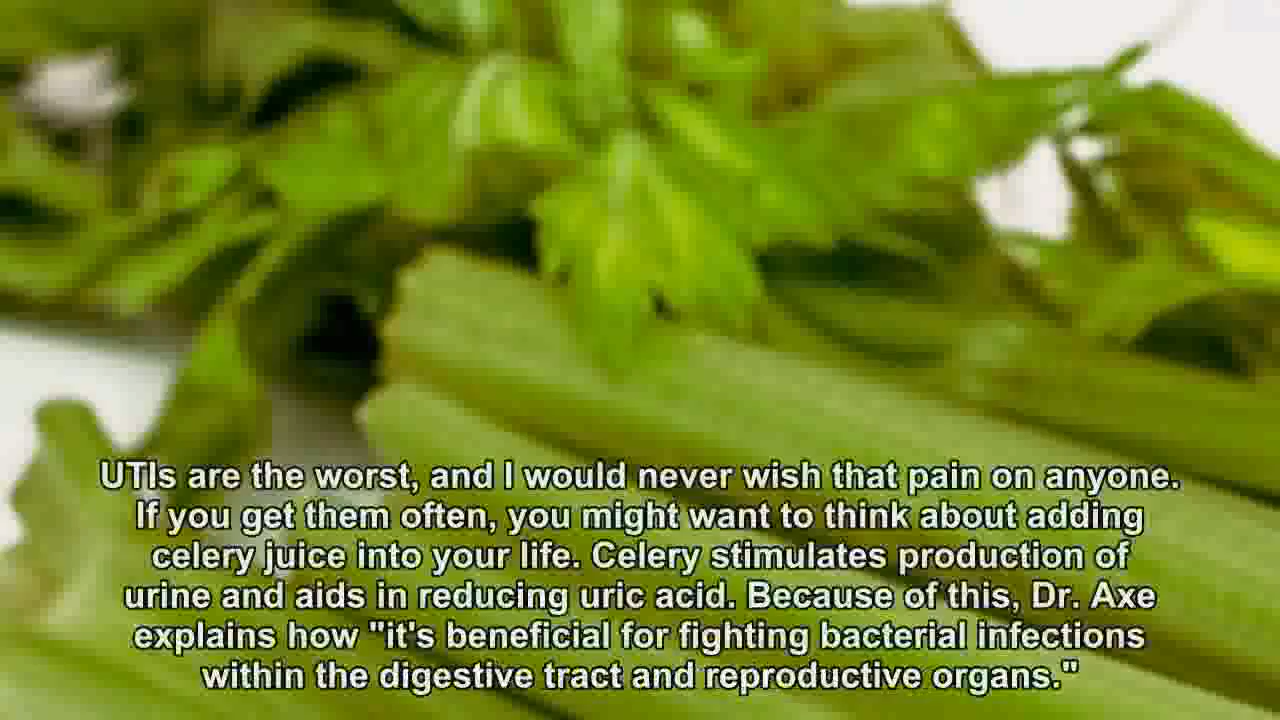 UTIs are the worst, and I would never wish that pain on anyone.
If you get them often, you might want to think about adding
celery juice into your life. Celery stimulates production of
urine and aids in reducing uric acid. Because of this, Dr. Axe
explains how "it's beneficial for fighting bacterial infections
within the digestive tract and reproductive organs."